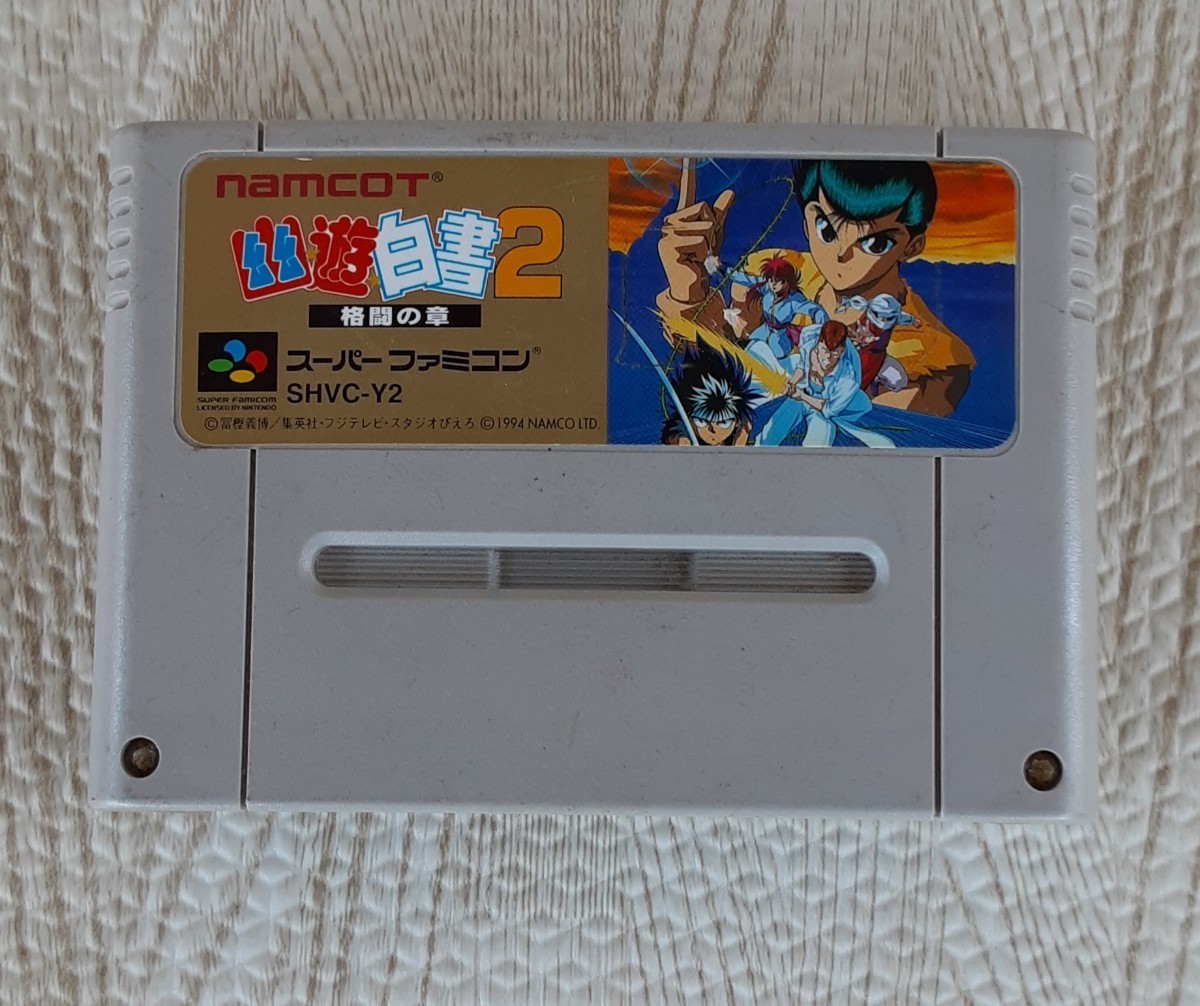 namcot®
幽☆遊☆白書2
格闘の章
スーパーファミコン®
SUPER FAMICOM
LICENSED BY NINTENDO
SHVC-Y2
©冨樫義博／集英社・フジテレビ・スタジオぴえろ ©1994 NAMCO LTD.